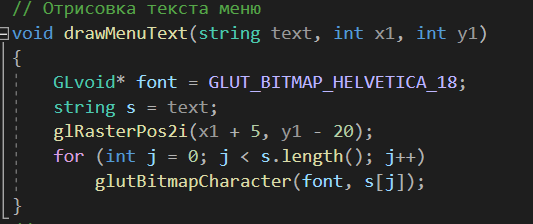 // Отрисовка текста меню
void drawMenuText(string text, int x1, int y1)
{
GLvoid* font = GLUT_BITMAP_HELVETICA_18;
string s = text;
glRasterPos2i(x1 + 5, y1 - 20);
for (int j = 0; j < s.length(); j++)
glutBitmapCharacter(font, s[j]);
}